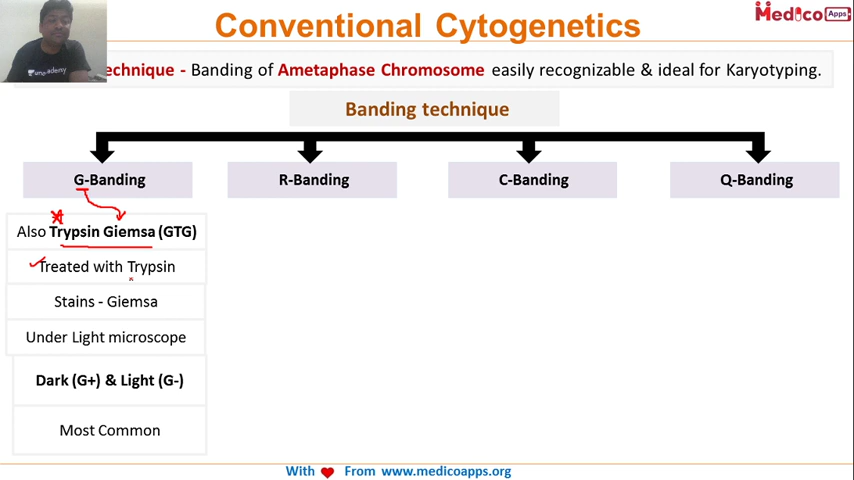 Conventional Cytogenetics
Medico Apps
echnique - Banding of Ametaphase Chromosome easily recognizable & ideal for Karyotyping.
Banding technique
G-Banding
R-Banding
C-Banding
Q-Banding
Also Trypsin Giemsa (GTG)
Treated with Trypsin
Stains - Giemsa
Under Light microscope
Dark (G+) & Light (G-)
Most Common
With From www.medicoapps.org